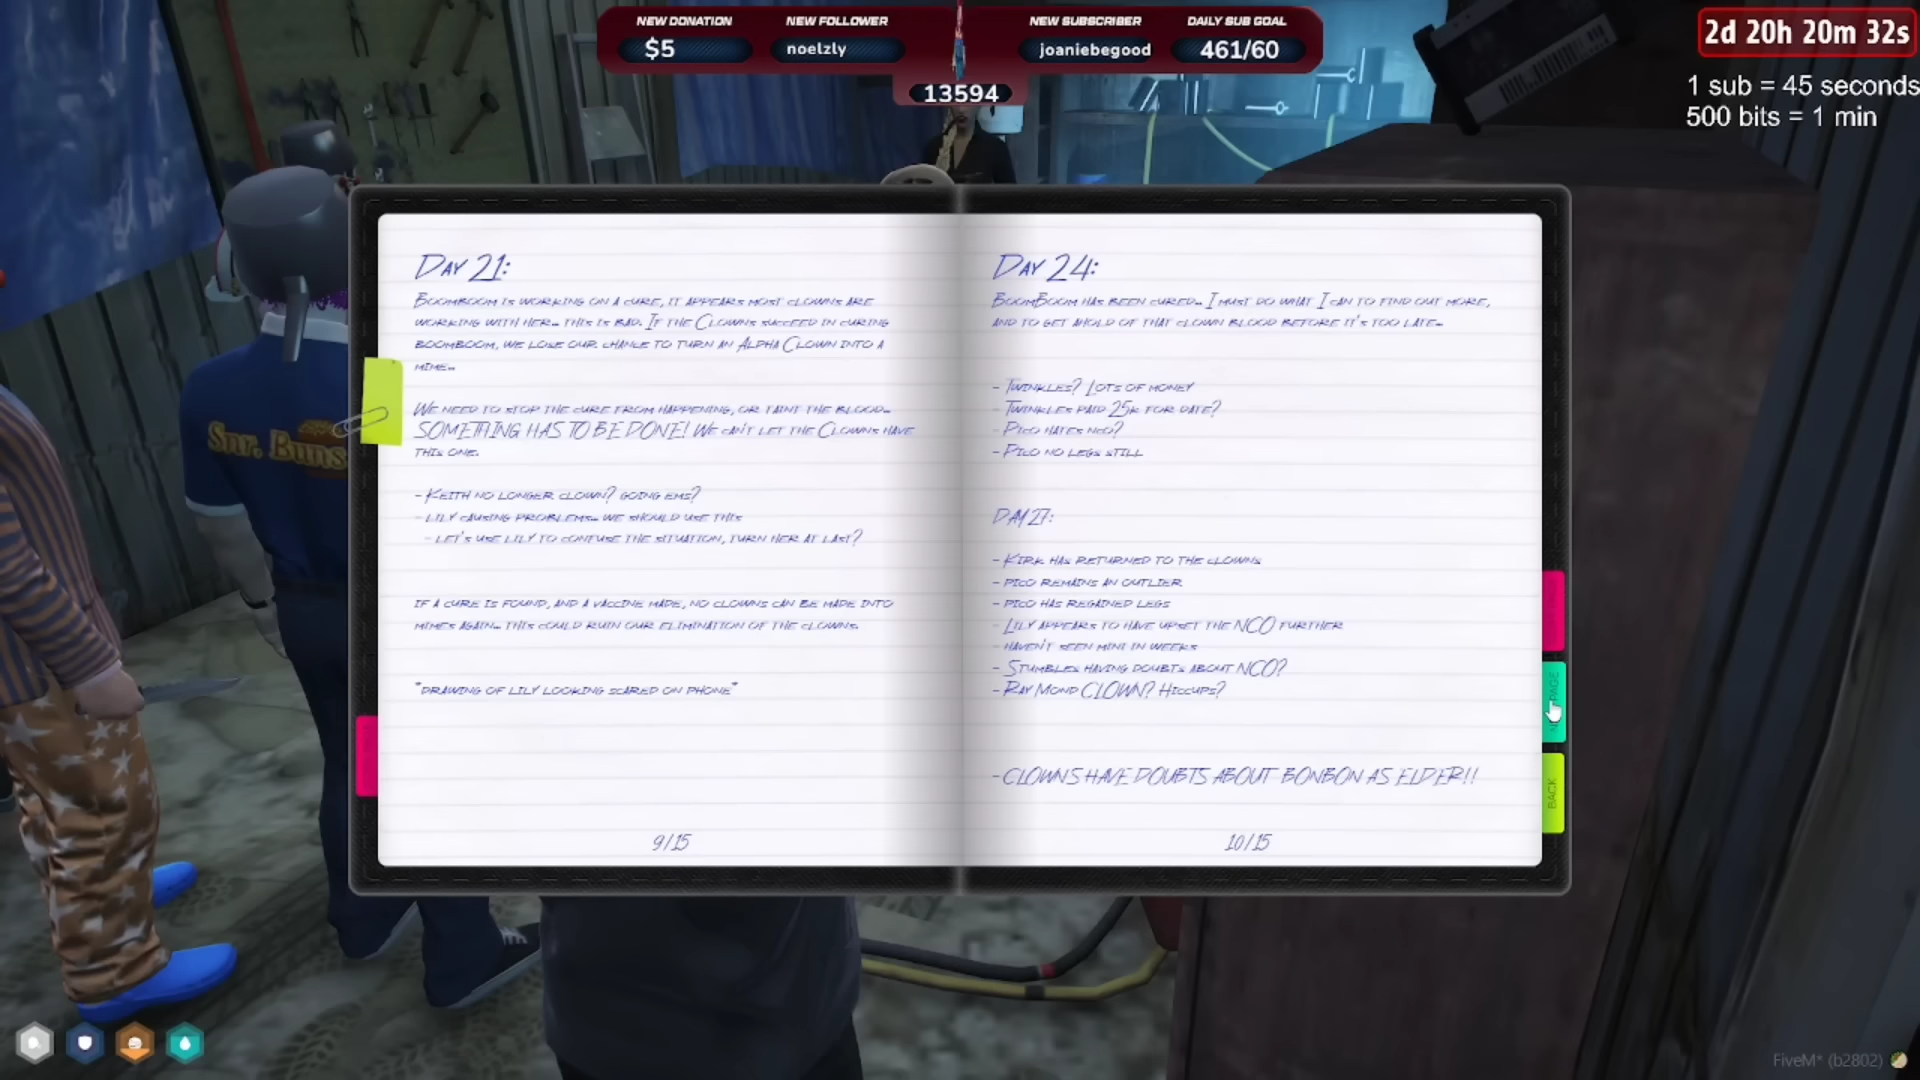 NEW DONATION
$5
NEW FOLLOWER
noelzly
NEW SUBSCRIBER
joaniebegood
DAILY SUB GOAL
461/60
13594
2d 20h 20m 32s
1 sub = 45 seconds
500 bits = 1 min
Snr. Buns
DAY 21:
BOOMBOOM IS WORKING ON A CURE, IT APPEARS MOST CLOWNS ARE
WORKING WITH HER... THIS IS BAD. IF THE CLOWNS SUCCEED IN CURING
BOOMBOOM, WE LOSE OUR CHANCE TO TURN AN ALPHA CLOWN INTO A
MIME...
WE NEED TO STOP THE CURE FROM HAPPENING, OR TAINT THE BLOOD...
SOMETHING HAS TO BE DONE! WE CAN'T LET THE CLOWNS HAVE
THIS ONE.
- KEITH NO LONGER CLOWN? GOING EMS?
- LILY CAUSING PROBLEMS... WE SHOULD USE THIS
- LET'S USE LILY TO CONFUSE THE SITUATION, TURN HER AT LAST?
IF A CURE IS FOUND, AND A VACCINE MADE, NO CLOWNS CAN BE MADE INTO
MIMES AGAIN... THIS COULD RUIN OUR ELIMINATION OF THE CLOWNS.
*DRAWING OF LILY LOOKING SCARED ON PHONE*
9/15
DAY 24:
BOOMBOOM HAS BEEN CURED... I MUST DO WHAT I CAN TO FIND OUT MORE,
AND TO GET AHOLD OF THAT CLOWN BLOOD BEFORE IT'S TOO LATE...
- TWINKLES? LOTS OF MONEY
- TWINKLES PAID 25K FOR DATE?
- PICO HATES NCO?
- PICO NO LEGS STILL
DAY 27:
- KIRK HAS RETURNED TO THE CLOWNS
- PICO REMAINS AN OUTLIER
- PICO HAS REGAINED LEGS
- LILY APPEARS TO HAVE UPSET THE NCO FURTHER
- HAVEN'T SEEN MINI IN WEEKS
- STUMBLES HAVING DOUBTS ABOUT NCO?
- RAY MOND CLOWN? HICCUPS?
- CLOWNS HAVE DOUBTS ABOUT BONBON AS ELDER!!
10/15
PAGE
BACK
FiveM* (b2802)